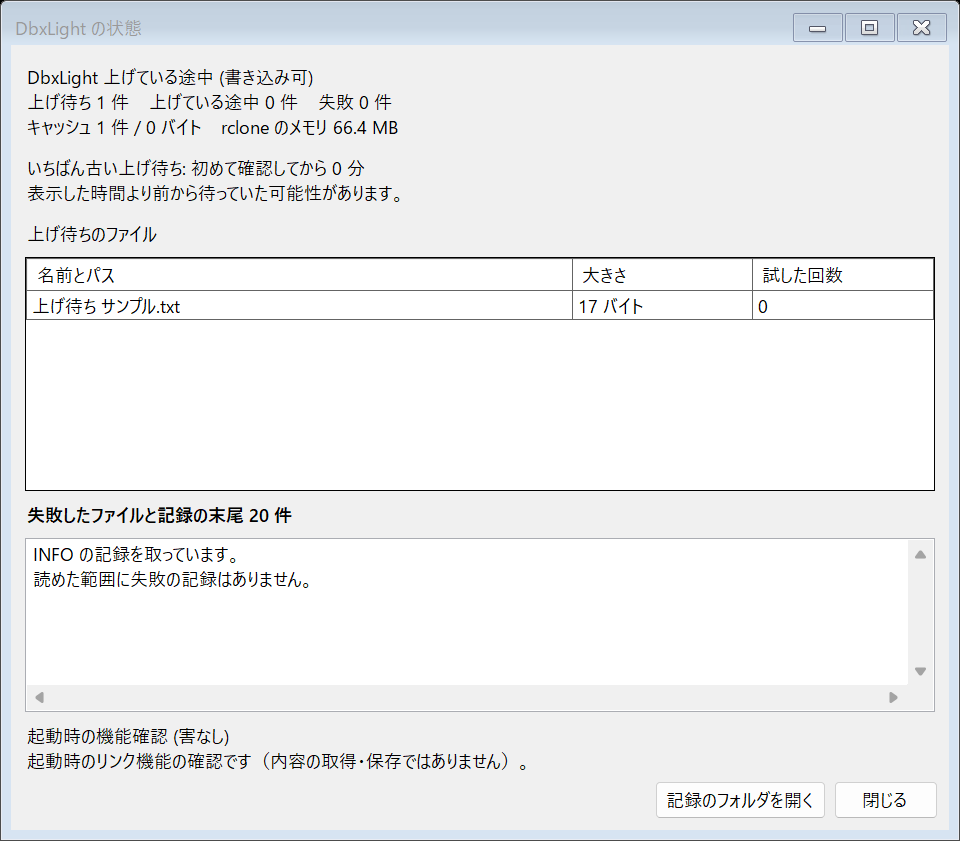 DbxLight の状態
DbxLight 上げている途中 (書き込み可)
上げ待ち 1 件　上げている途中 0 件　失敗 0 件
キャッシュ 1 件 / 0 バイト　rclone のメモリ 66.4 MB
いちばん古い上げ待ち: 初めて確認してから 0 分
表示した時間より前から待っていた可能性があります。
上げ待ちのファイル
名前とパス　大きさ　試した回数
上げ待ち サンプル.txt　17 バイト　0
失敗したファイルと記録の末尾 20 件
INFO の記録を取っています。
読めた範囲に失敗の記録はありません。
起動時の機能確認 (害なし)
起動時のリンク機能の確認です（内容の取得・保存ではありません）。
記録のフォルダを開く　閉じる